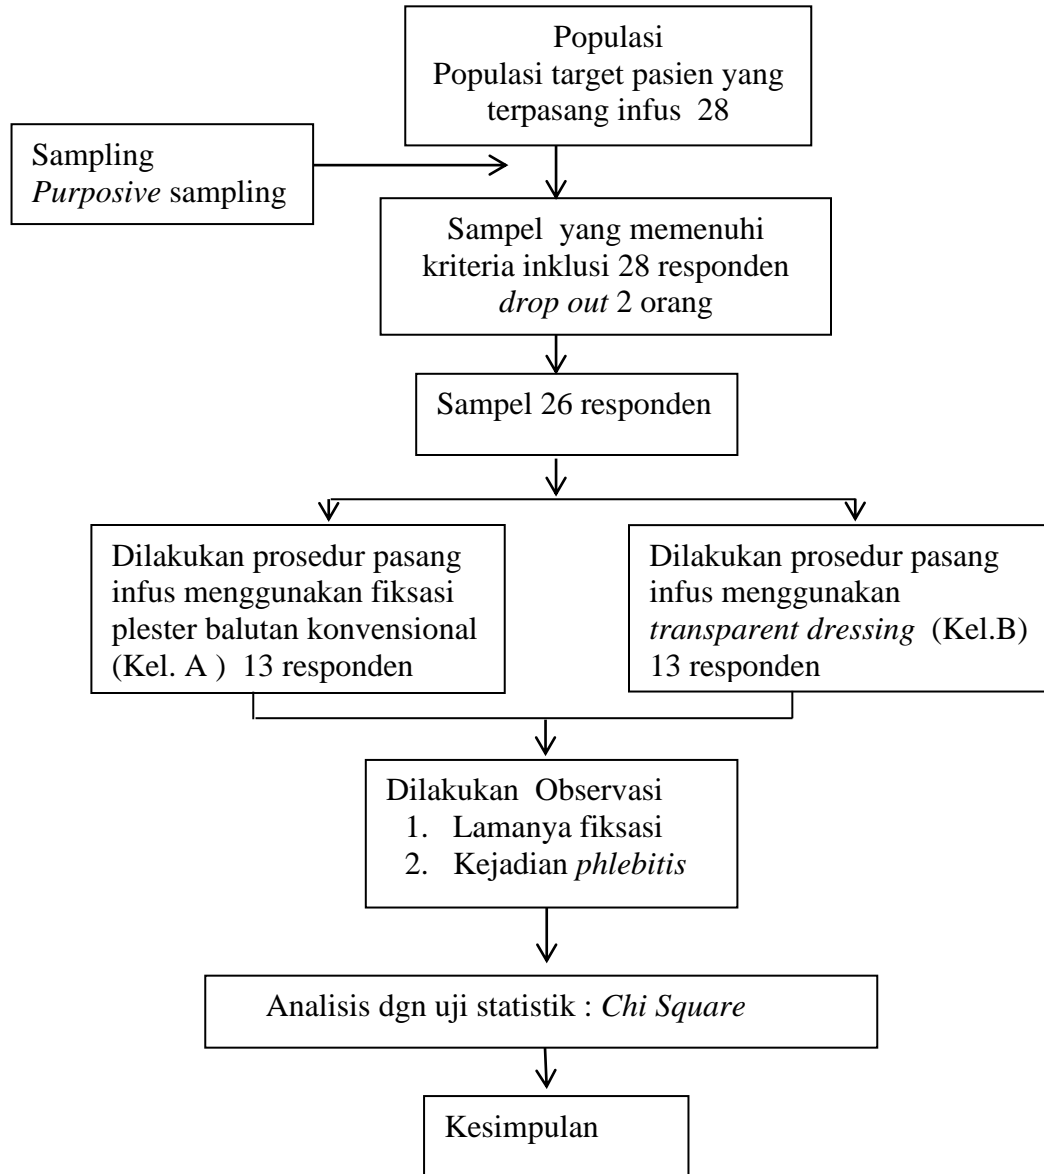 Populasi
Populasi target pasien yang
terpasang infus 28
Sampling
Purposive sampling
Sampel yang memenuhi
kriteria inklusi 28 responden
drop out 2 orang
Sampel 26 responden
Dilakukan prosedur pasang
infus menggunakan fiksasi
plester balutan konvensional
(Kel. A ) 13 responden
Dilakukan prosedur pasang
infus menggunakan
transparent dressing (Kel.B)
13 responden
Dilakukan Observasi
1. Lamanya fiksasi
2. Kejadian phlebitis
Analisis dgn uji statistik : Chi Square
Kesimpulan